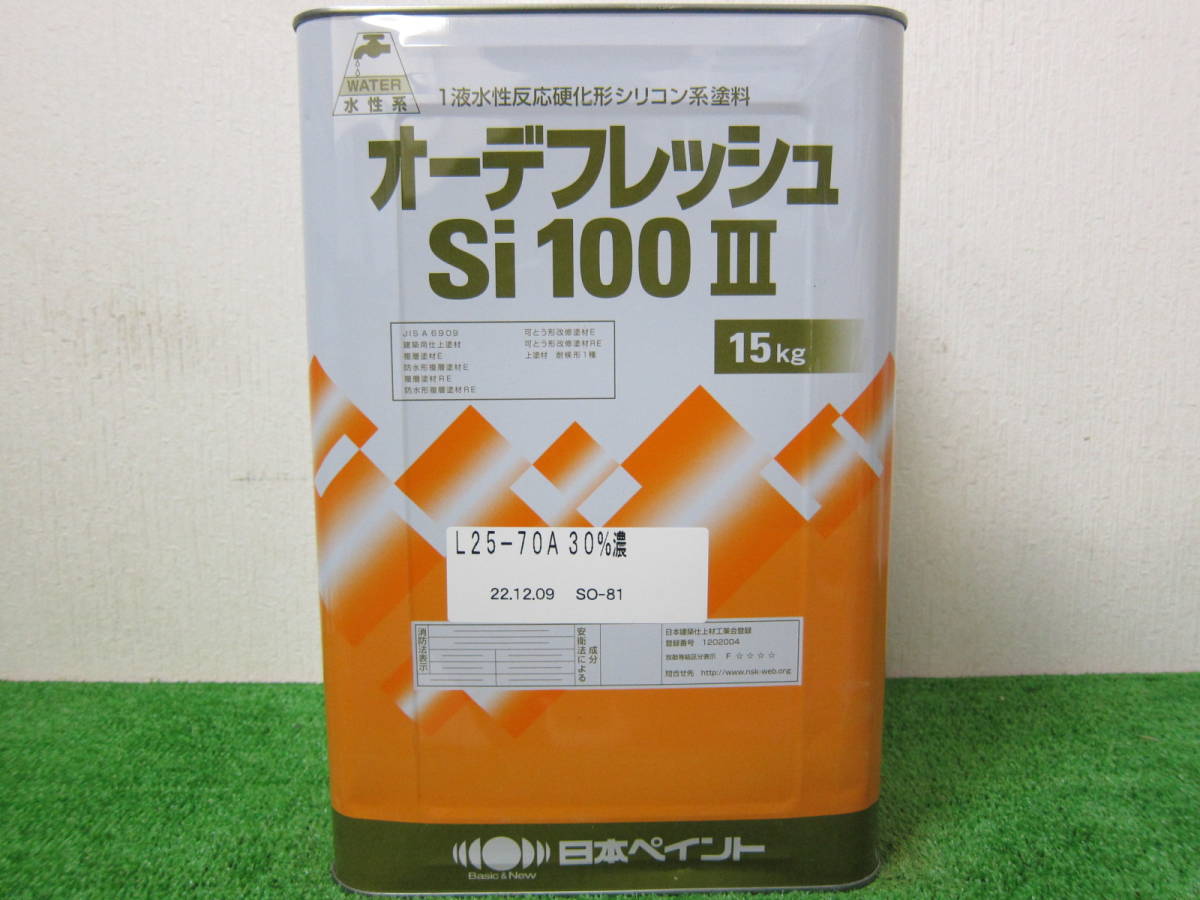 WATER
水性系
1液水性反応硬化形シリコン系塗料
オーデフレッシュ
Si 100 III
JIS A 6909
建築用仕上塗材
複層塗材E
防水形複層塗材E
複層塗材RE
防水形複層塗材RE
可とう形改修塗材E
可とう形改修塗材RE
上塗材 耐候形1種
15kg
L25-70A 30%濃
22.12.09 SO-81
消防法表示
安衛法による
成分
日本建築仕上材工業会登録
登録番号 1202004
放散等級区分表示 F ☆☆☆☆
問合せ先 http://www.nsk-web.org
日本ペイント
Basic & New